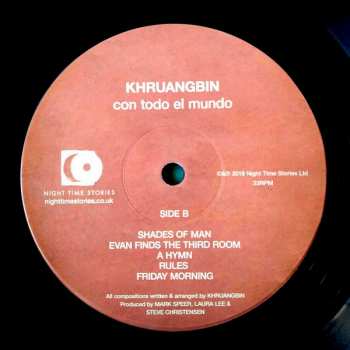 KHRUANGBIN
con todo el mundo
NIGHT TIME STORIES
nighttimestories.co.uk
℗&© 2018 Night Time Stories Ltd
33RPM
SIDE B
SHADES OF MAN
EVAN FINDS THE THIRD ROOM
A HYMN
RULES
FRIDAY MORNING
All compositions written & arranged by KHRUANGBIN
Produced by MARK SPEER, LAURA LEE &
STEVE CHRISTENSEN